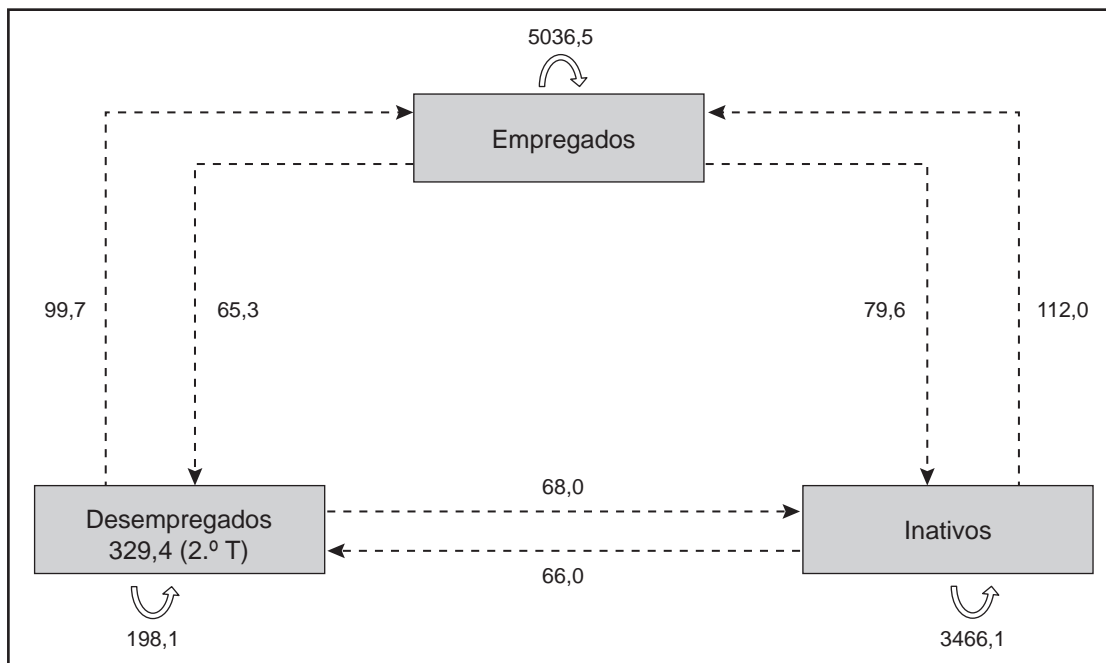 5036,5
Empregados
99,7
65,3
79,6
112,0
68,0
Desempregados
329,4 (2.º T)
Inativos
66,0
198,1
3466,1